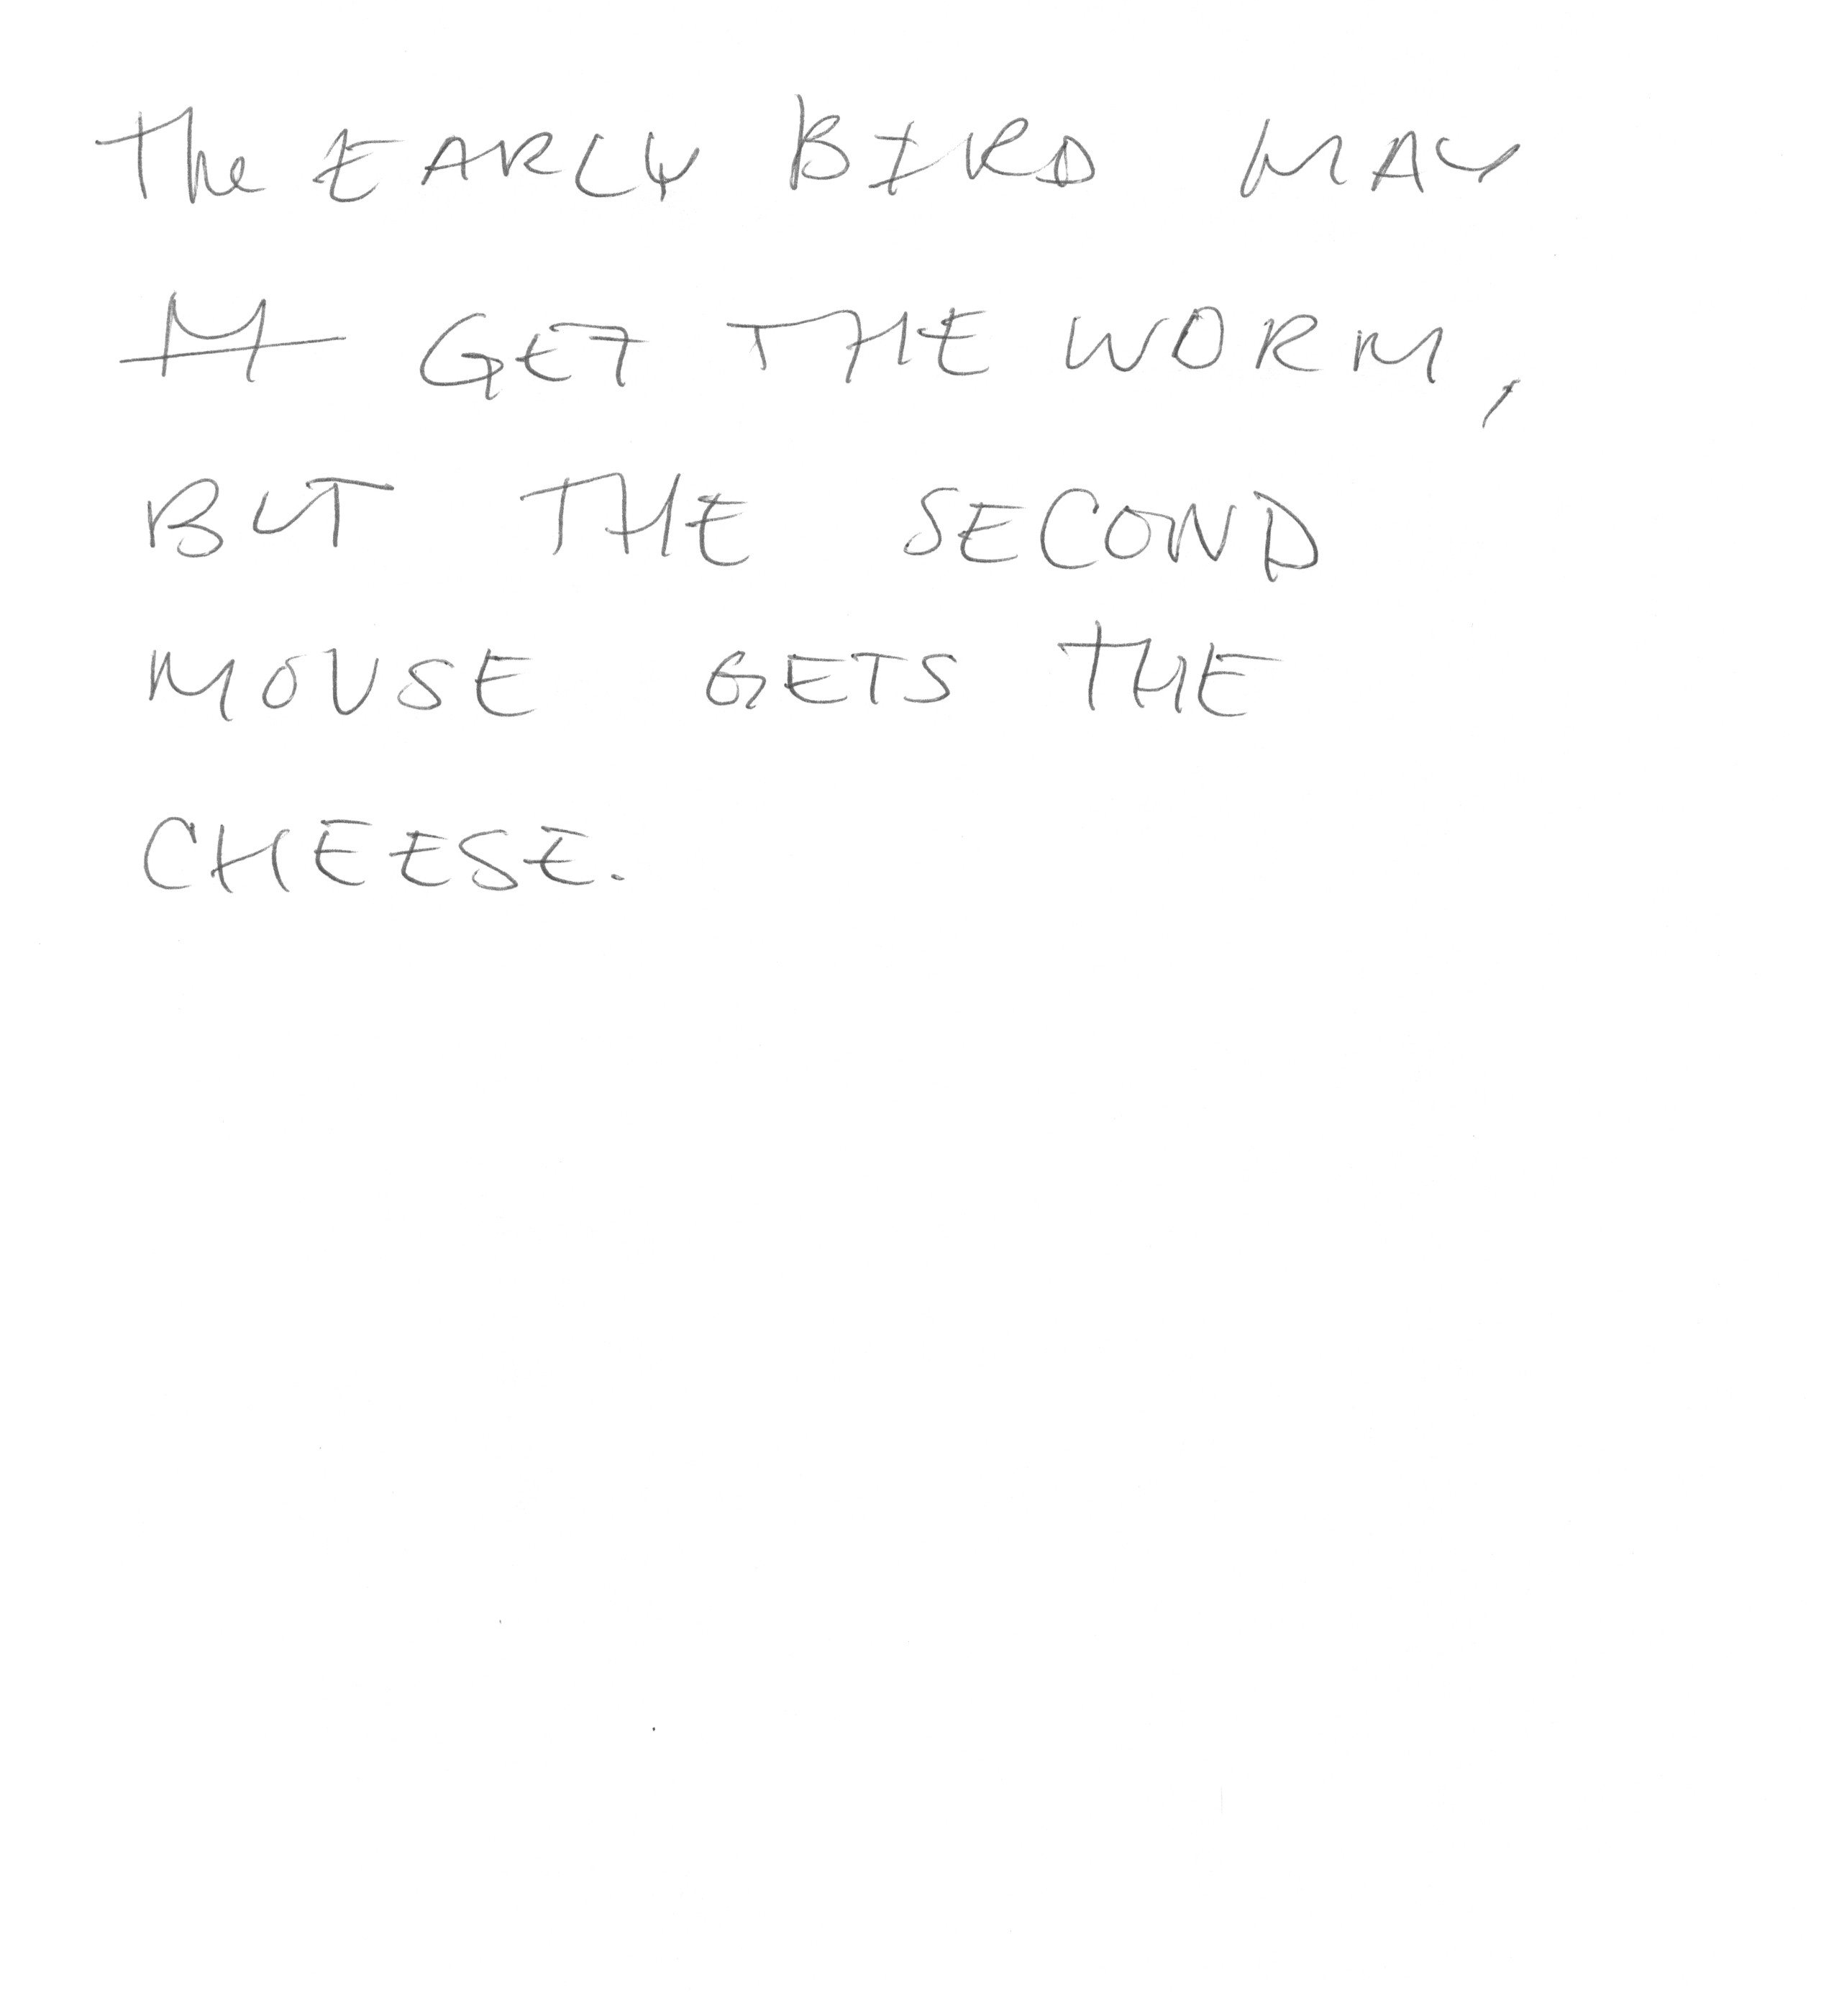 The EARLY BIRD MAY
M GET THE WORM,
BUT THE SECOND
MOUSE GETS THE
CHEESE.